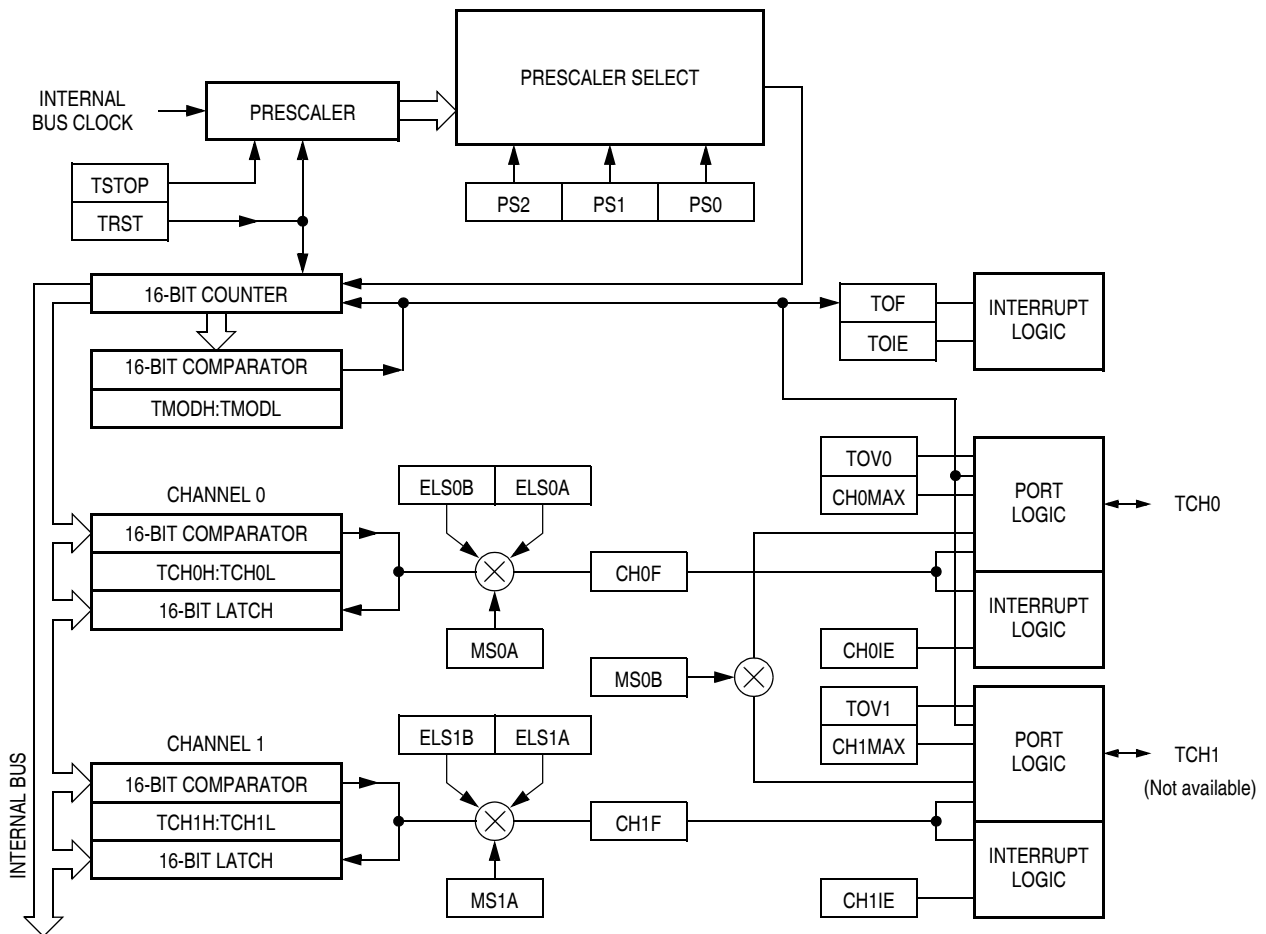 PRESCALER SELECT
INTERNAL
BUS CLOCK
PRESCALER
TSTOP
TRST
PS2 PS1 PS0
16-BIT COUNTER
16-BIT COMPARATOR
TMODH:TMODL
TOF
TOIE
INTERRUPT
LOGIC
CHANNEL 0
16-BIT COMPARATOR
TCH0H:TCH0L
16-BIT LATCH
ELS0B ELS0A
MS0A
CH0F
TOV0
CH0MAX
PORT
LOGIC
TCH0
INTERRUPT
LOGIC
CH0IE
MS0B
CHANNEL 1
16-BIT COMPARATOR
TCH1H:TCH1L
16-BIT LATCH
ELS1B ELS1A
MS1A
CH1F
TOV1
CH1MAX
PORT
LOGIC
TCH1
(Not available)
INTERRUPT
LOGIC
CH1IE
INTERNAL BUS